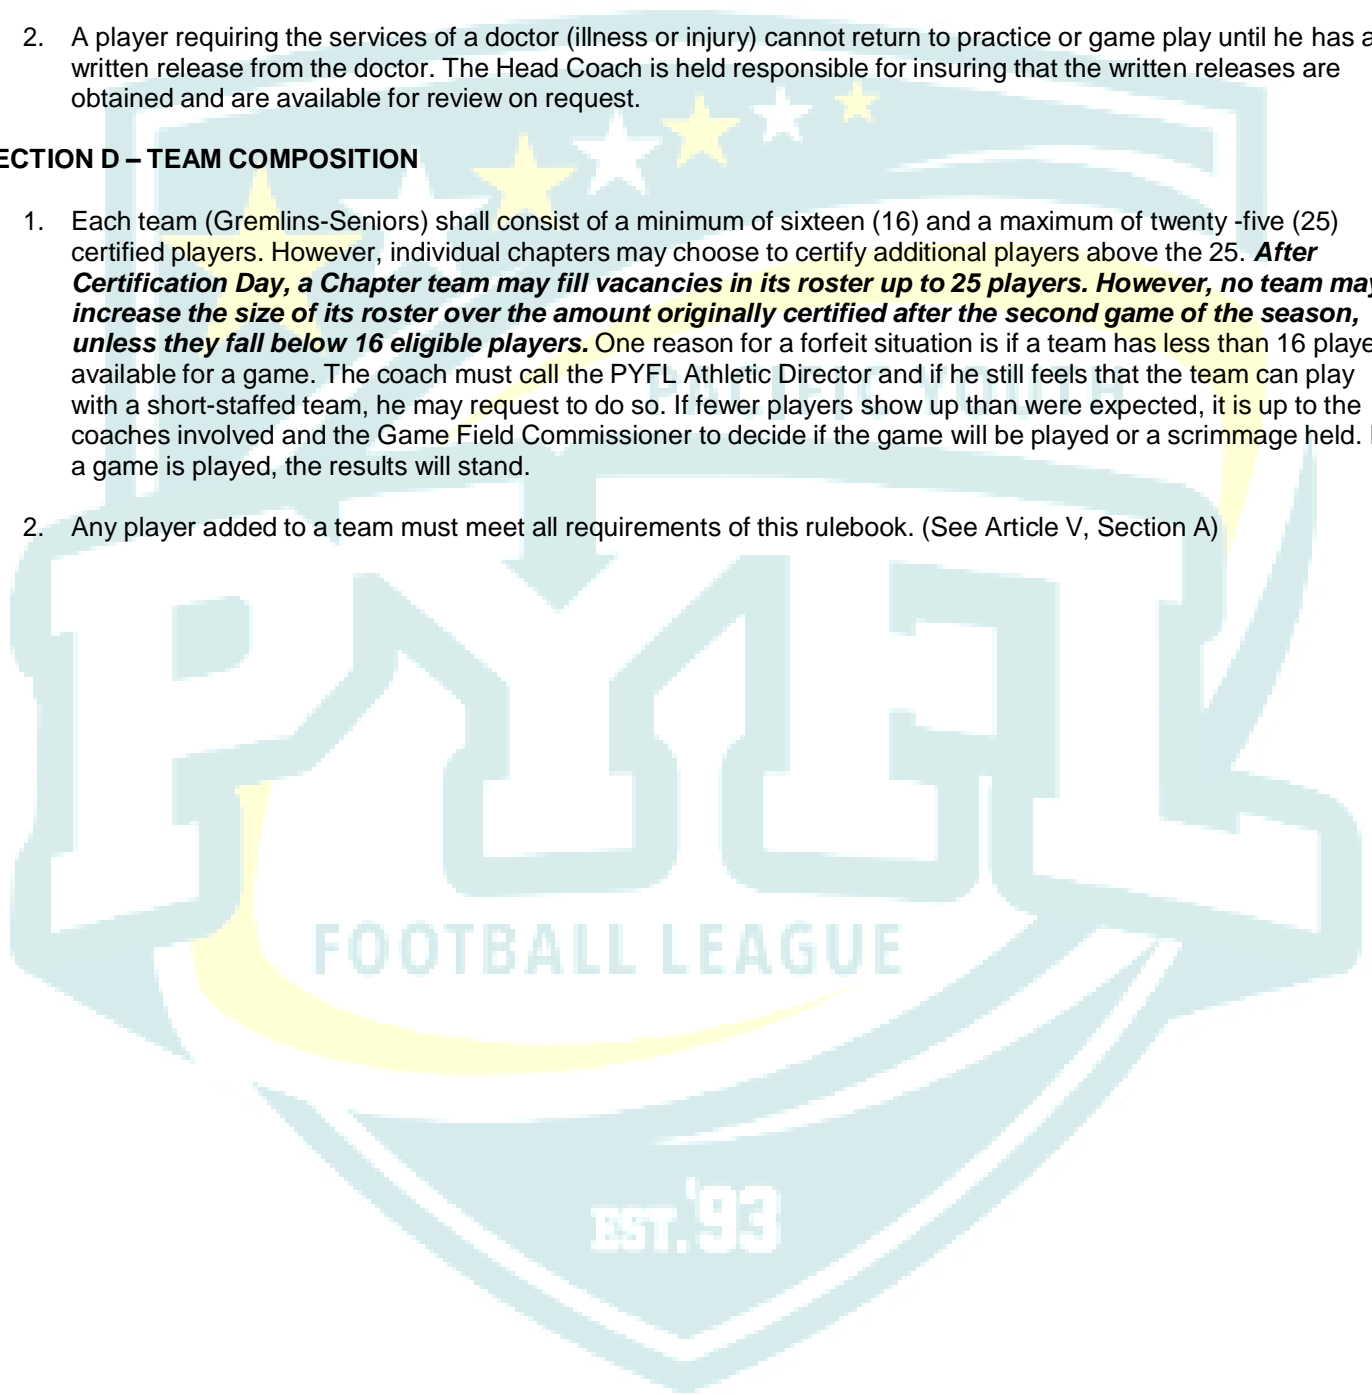 2. A player requiring the services of a doctor (illness or injury) cannot return to practice or game play until he has a
written release from the doctor. The Head Coach is held responsible for insuring that the written releases are
obtained and are available for review on request.
ECTION D – TEAM COMPOSITION
1. Each team (Gremlins-Seniors) shall consist of a minimum of sixteen (16) and a maximum of twenty -five (25)
certified players. However, individual chapters may choose to certify additional players above the 25. After
Certification Day, a Chapter team may fill vacancies in its roster up to 25 players. However, no team may
increase the size of its roster over the amount originally certified after the second game of the season,
unless they fall below 16 eligible players. One reason for a forfeit situation is if a team has less than 16 playe
available for a game. The coach must call the PYFL Athletic Director and if he still feels that the team can play
with a short-staffed team, he may request to do so. If fewer players show up than were expected, it is up to the
coaches involved and the Game Field Commissioner to decide if the game will be played or a scrimmage held.
a game is played, the results will stand.
2. Any player added to a team must meet all requirements of this rulebook. (See Article V, Section A)
PACIFIC YOUTH
PYFL
FOOTBALL LEAGUE
EST. '93